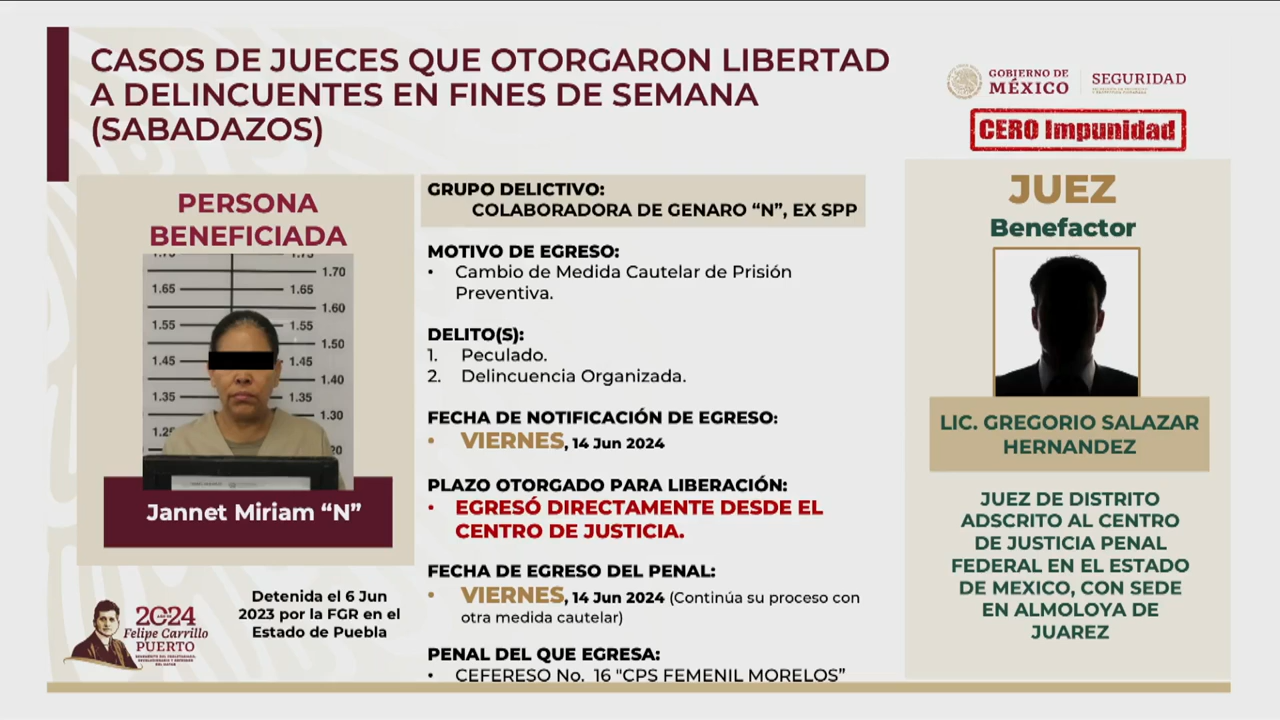 CASOS DE JUECES QUE OTORGARON LIBERTAD
A DELINCUENTES EN FINES DE SEMANA
(SABADAZOS)
GOBIERNO DE
MÉXICO
SEGURIDAD
CERO Impunidad
PERSONA
BENEFICIADA
1.70
1.65 1.65
1.60
1.55 1.55
1.50
1.45 1.45
1.40
1.35 1.35
1.30
Jannet Miriam “N”
Detenida el 6 Jun
2023 por la FGR en el
Estado de Puebla
2024
Felipe Carrillo
PUERTO
GRUPO DELICTIVO:
COLABORADORA DE GENARO “N”, EX SPP
MOTIVO DE EGRESO:
• Cambio de Medida Cautelar de Prisión
Preventiva.
DELITO(S):
1. Peculado.
2. Delincuencia Organizada.
FECHA DE NOTIFICACIÓN DE EGRESO:
• VIERNES, 14 Jun 2024
PLAZO OTORGADO PARA LIBERACIÓN:
• EGRESÓ DIRECTAMENTE DESDE EL
CENTRO DE JUSTICIA.
FECHA DE EGRESO DEL PENAL:
• VIERNES, 14 Jun 2024 (Continúa su proceso con
otra medida cautelar)
PENAL DEL QUE EGRESA:
• CEFERESO No. 16 "CPS FEMENIL MORELOS”
JUEZ
Benefactor
LIC. GREGORIO SALAZAR
HERNANDEZ
JUEZ DE DISTRITO
ADSCRITO AL CENTRO
DE JUSTICIA PENAL
FEDERAL EN EL ESTADO
DE MEXICO, CON SEDE
EN ALMOLOYA DE
JUAREZ